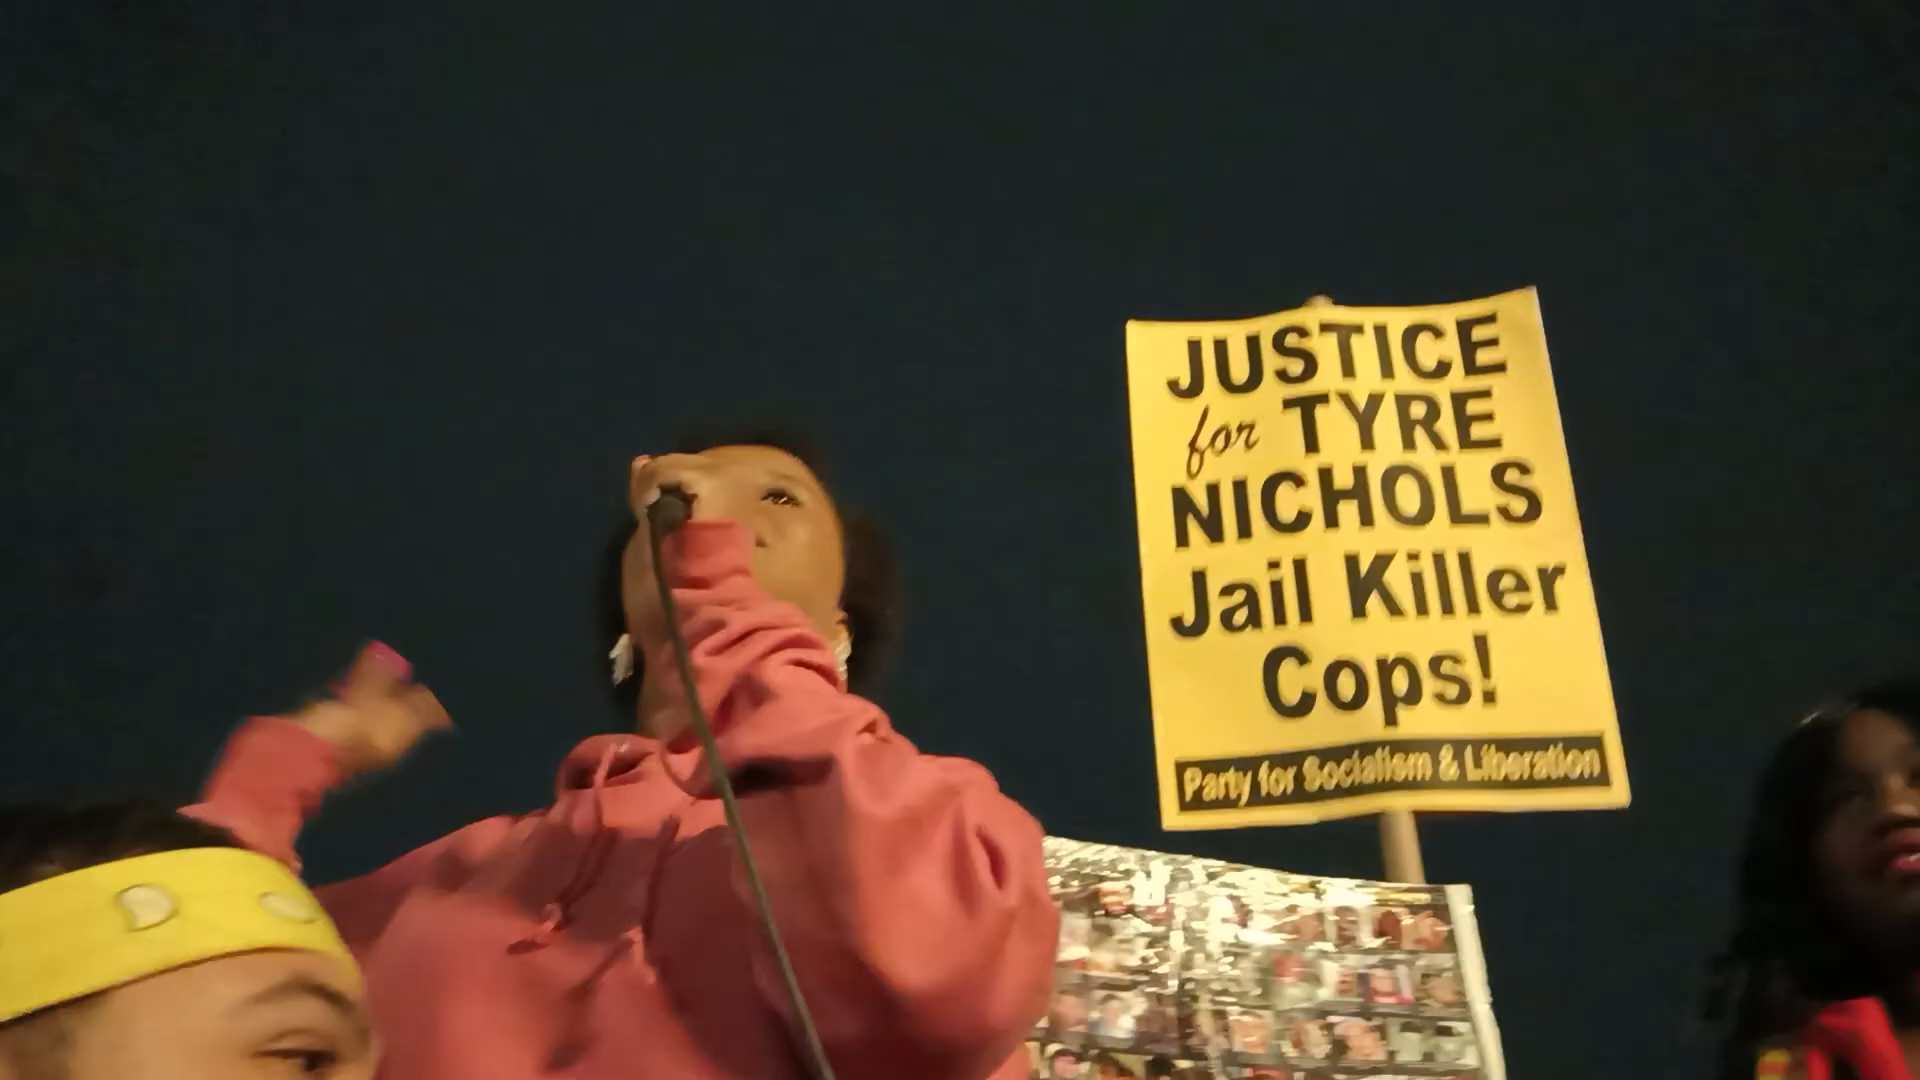 JUSTICE
for TYRE
NICHOLS
Jail Killer
Cops!
Party for Socialism & Liberation